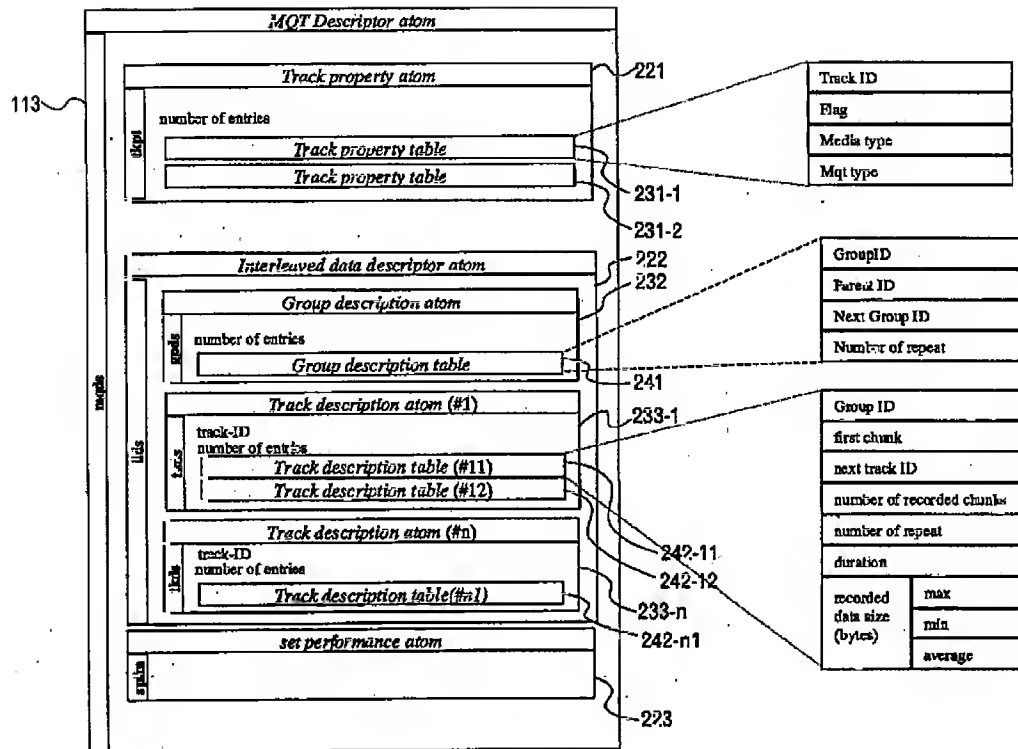 MQT Descriptor atom
113
mqds
Track property atom
221
tkpt
number of entries
Track property table
Track property table
231-1
231-2
Track ID
Flag
Media type
Mqt type
Interleaved data descriptor atom
222
232
Group description atom
gpds
number of entries
Group description table
241
GroupID
Parent ID
Next Group ID
Number of repeat
Track description atom (#1)
233-1
track-ID
number of entries
Track description table (#11)
Track description table (#12)
242-11
242-12
Group ID
first chunk
next track ID
number of recorded chunks
number of repeat
duration
recorded data size (bytes)
max
min
average
Track description atom (#n)
tkds
track-ID
number of entries
Track description table(#n1)
233-n
242-n1
set performance atom
223